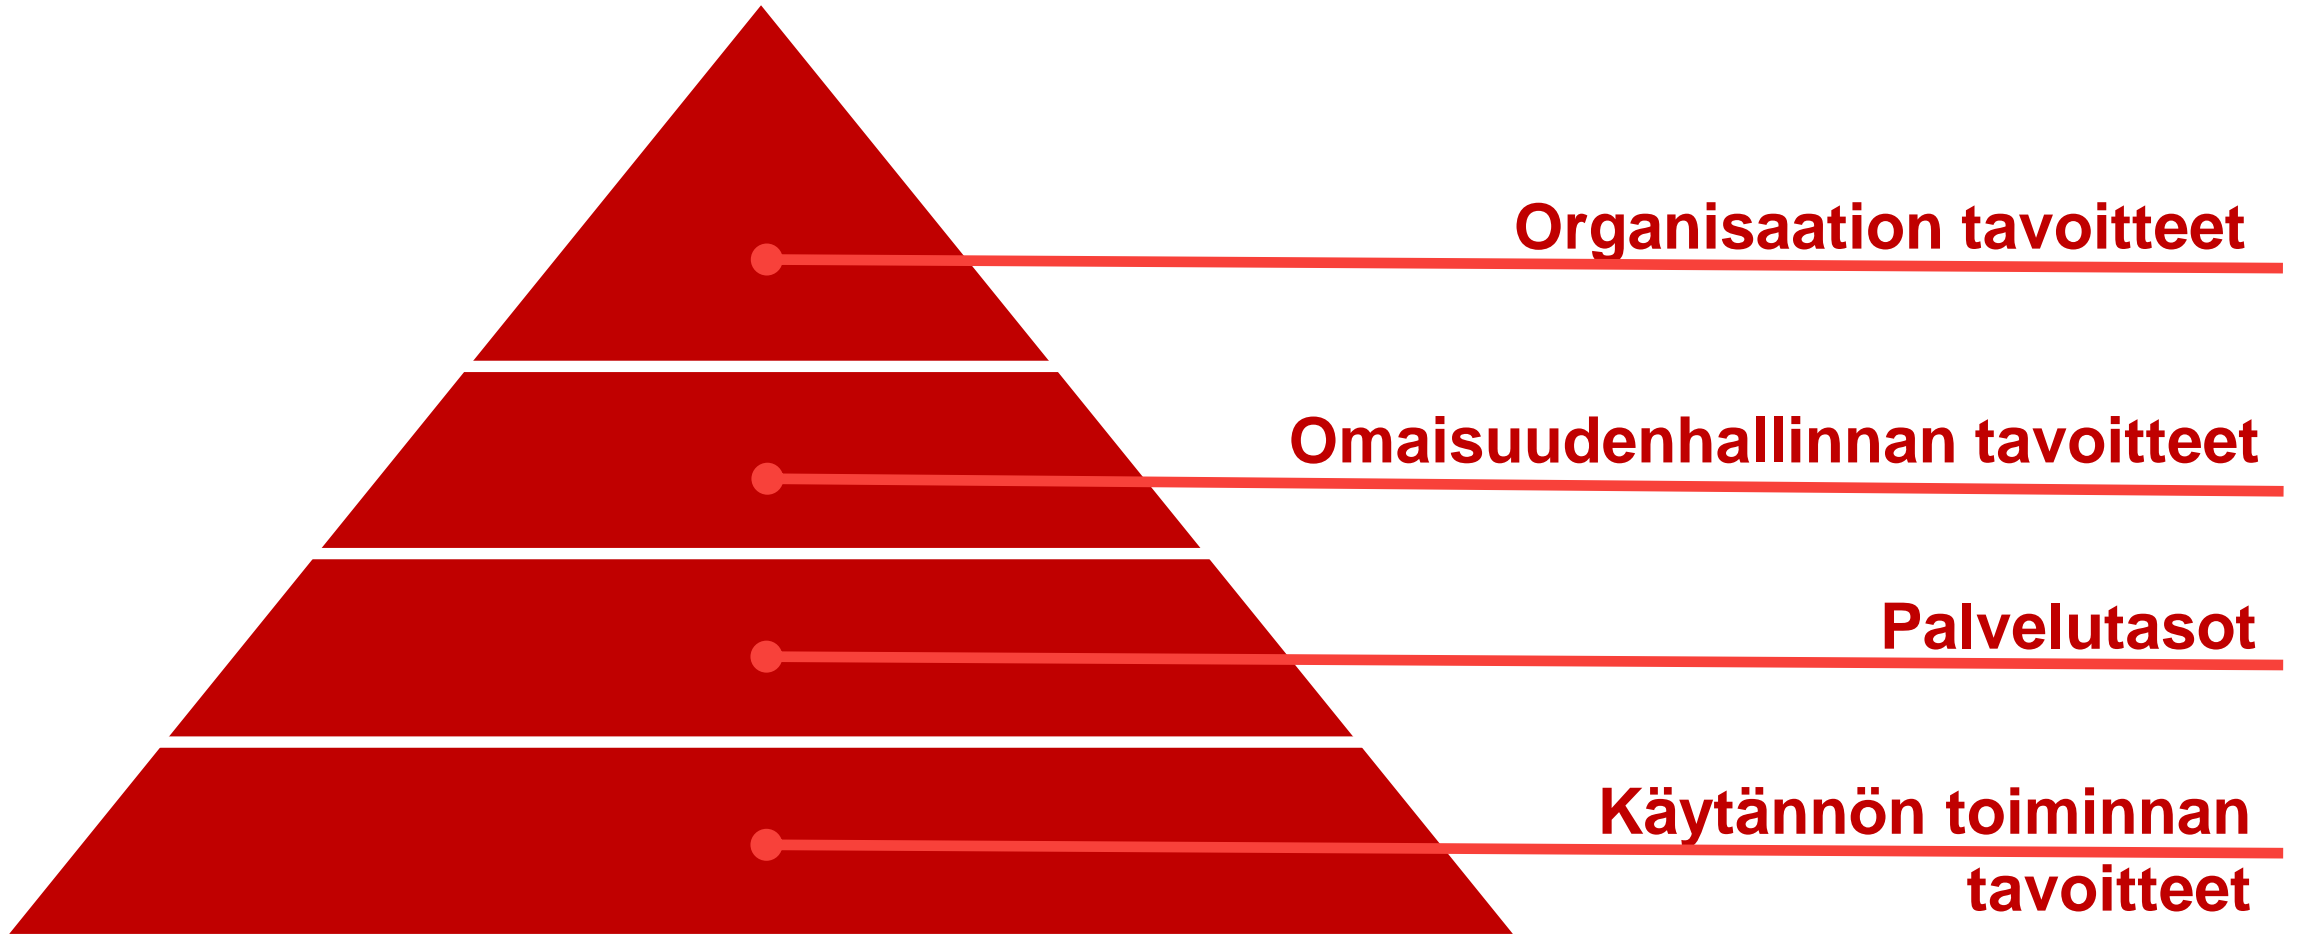 Organisaation tavoitteet
Omaisuudenhallinnan tavoitteet
Palvelutasot
Käytännön toiminnan
tavoitteet